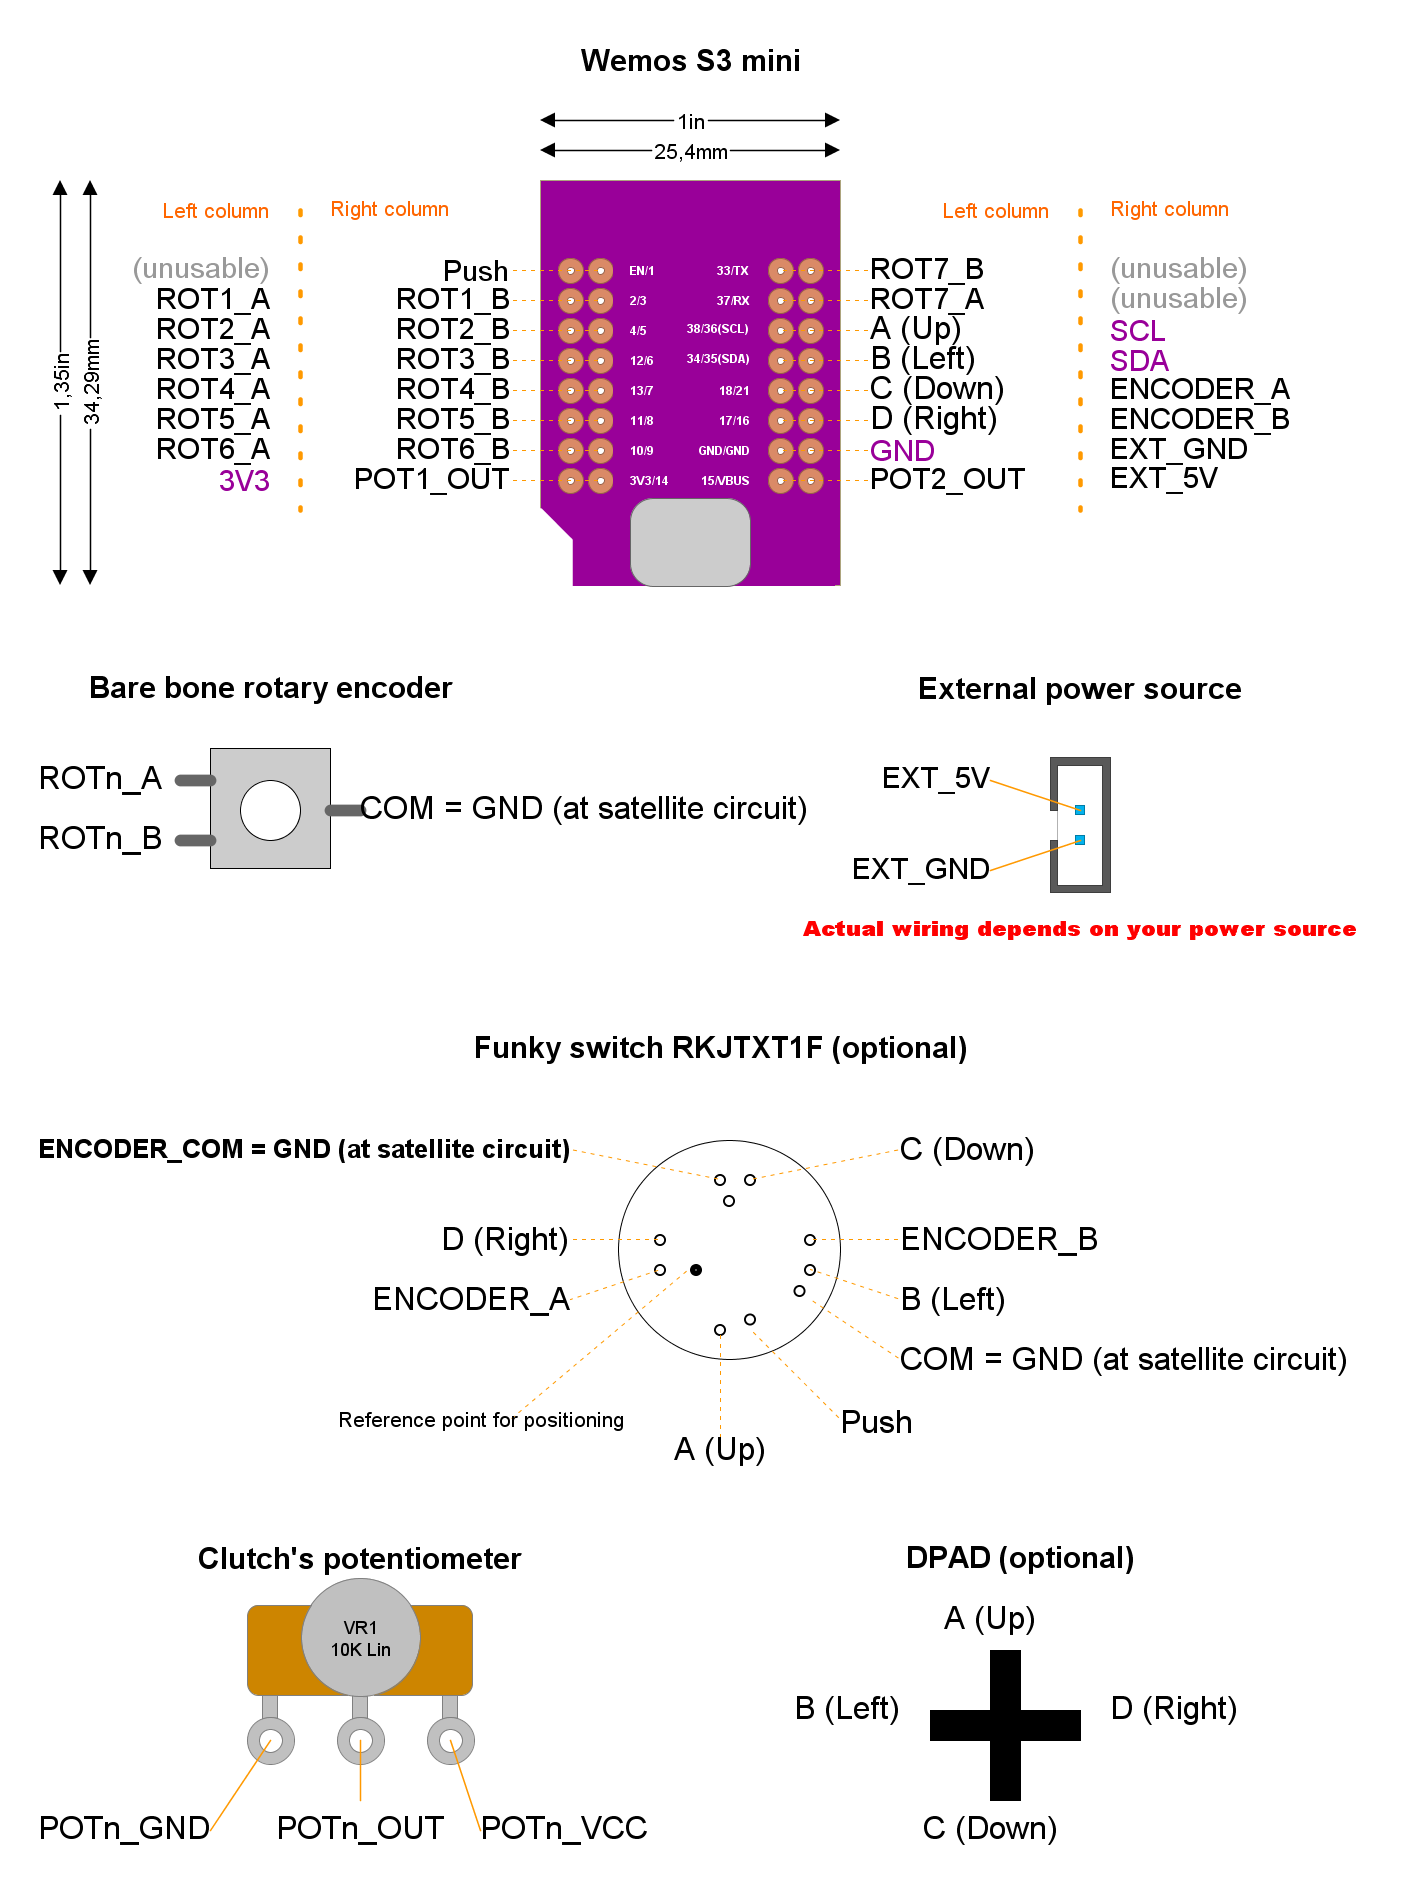 Wemos S3 mini
1in
25,4mm
1,35in
34,29mm
Left column
Right column
Left column
Right column
(unusable)
Push
EN/1
33/TX
ROT7_B
(unusable)
ROT1_A
ROT1_B
2/3
37/RX
ROT7_A
(unusable)
ROT2_A
ROT2_B
4/5
38/36(SCL)
A (Up)
SCL
ROT3_A
ROT3_B
12/6
34/35(SDA)
B (Left)
SDA
ROT4_A
ROT4_B
13/7
18/21
C (Down)
ENCODER_A
ROT5_A
ROT5_B
11/8
17/16
D (Right)
ENCODER_B
ROT6_A
ROT6_B
10/9
GND/GND
GND
EXT_GND
3V3
POT1_OUT
3V3/14
15/VBUS
POT2_OUT
EXT_5V
Bare bone rotary encoder
ROTn_A
ROTn_B
COM = GND (at satellite circuit)
External power source
EXT_5V
EXT_GND
Actual wiring depends on your power source
Funky switch RKJTXT1F (optional)
ENCODER_COM = GND (at satellite circuit)
C (Down)
D (Right)
ENCODER_B
ENCODER_A
B (Left)
COM = GND (at satellite circuit)
Reference point for positioning
Push
A (Up)
Clutch's potentiometer
VR1
10K Lin
POTn_GND
POTn_OUT
POTn_VCC
DPAD (optional)
A (Up)
B (Left)
D (Right)
C (Down)